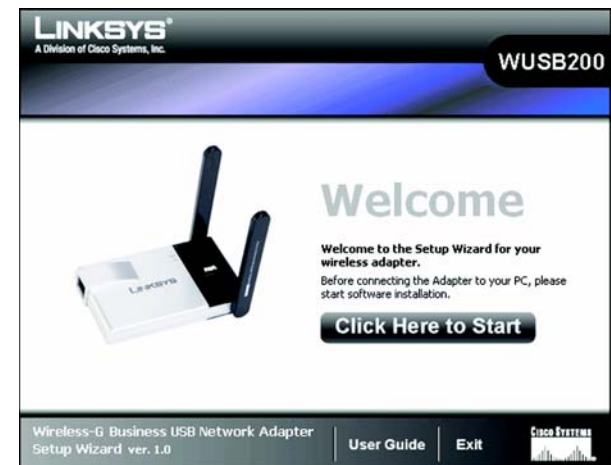 LINKSYS®
A Division of Cisco Systems, Inc.
WUSB200
LINKSYS
Welcome
Welcome to the Setup Wizard for your
wireless adapter.
Before connecting the Adapter to your PC, please
start software installation.
Click Here to Start
Wireless-G Business USB Network Adapter
Setup Wizard ver. 1.0
User Guide
Exit
CISCO SYSTEMS